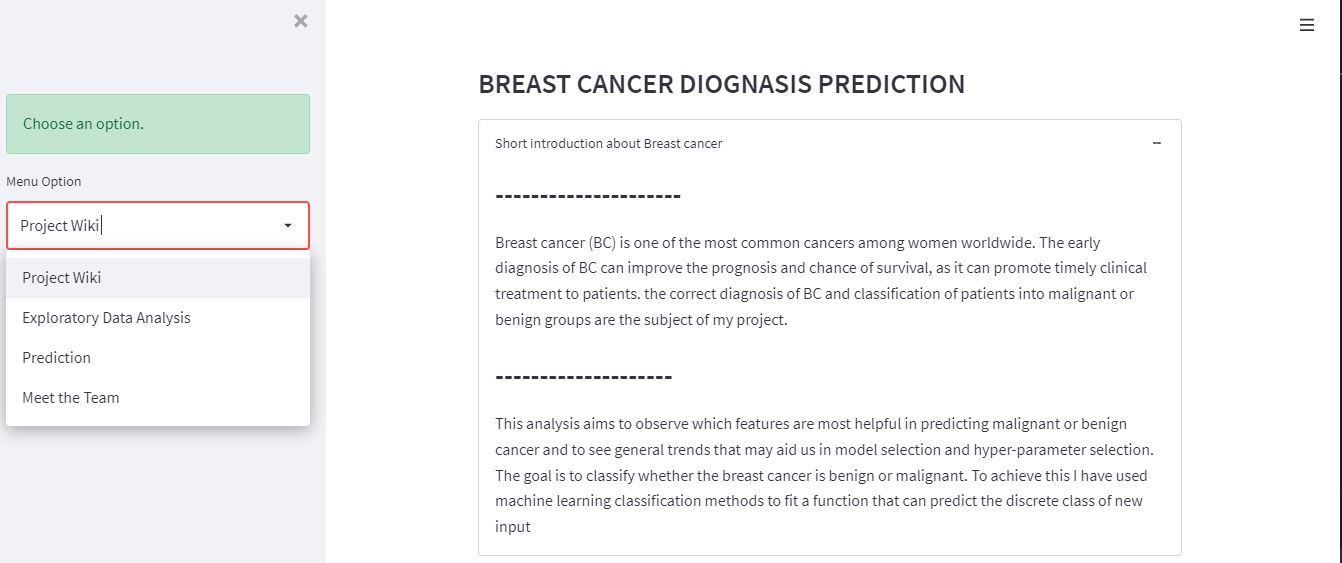 ×
Choose an option.
Menu Option
Project Wiki
Project Wiki
Exploratory Data Analysis
Prediction
Meet the Team
BREAST CANCER DIOGNASIS PREDICTION
Short introduction about Breast cancer
---------------------
Breast cancer (BC) is one of the most common cancers among women worldwide. The early
diagnosis of BC can improve the prognosis and chance of survival, as it can promote timely clinical
treatment to patients. the correct diagnosis of BC and classification of patients into malignant or
benign groups are the subject of my project.
--------------------
This analysis aims to observe which features are most helpful in predicting malignant or benign
cancer and to see general trends that may aid us in model selection and hyper-parameter selection.
The goal is to classify whether the breast cancer is benign or malignant. To achieve this I have used
machine learning classification methods to fit a function that can predict the discrete class of new
input